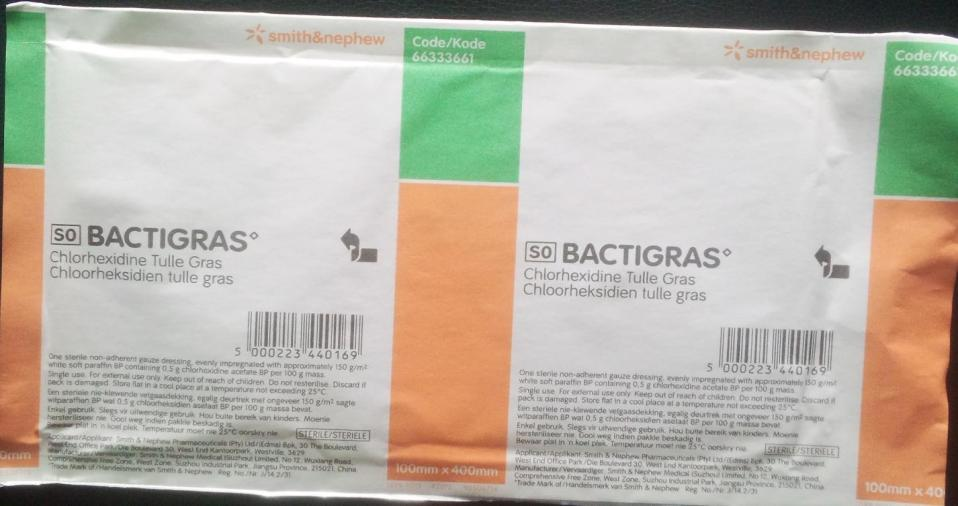 smith&nephew
Code/Kode
66333661
SO BACTIGRAS◊
Chlorhexidine Tulle Gras
Chloorheksidien tulle gras
5 000223 440169
One sterile non-adherent gauze dressing, evenly impregnated with approximately 150 g/m²
white soft paraffin BP containing 0,5 g chlorhexidine acetate BP per 100 g mass.
Single use. For external use only. Keep out of reach of children. Do not resterilise. Discard if
pack is damaged. Store flat in a cool place at a temperature not exceeding 25°C.
Een steriele nie-klewende velgaasdekking, egalig deurtrek met ongeveer 150 g/m² sagte
witparaffien BP wat 0,5 g chloorheksidien asetaat BP per 100 g massa bevat.
Enkel gebruik. Slegs vir uitwendige gebruik. Hou buite bereik van kinders. Moenie
hersteriliseer nie. Gooi weg indien pakkie beskadig is.
Bewaar plat in 'n koel plek. Temperatuur moet nie 25°C oorskry nie.
STERILE/STERIELE
Applicant/Applikant: Smith & Nephew Pharmaceuticals (Pty) Ltd/(Edms) Bpk, 30 The Boulevard,
West End Office Park/Die Boulevard 30, West End Kantoorpark, Westville, 3629
Manufacturer/Vervaardiger: Smith & Nephew Medical (Suzhou) Limited, No 12, Wuxiang Road,
Comprehensive Free Zone, West Zone, Suzhou Industrial Park, Jiangsu Province, 215021, China
◊Trade Mark of/Handelsmerk van Smith & Nephew Reg. No./Nr. 3/14.2/31
0mm
100mm x 400mm
smith&nephew
Code/Ko
6633366
SO BACTIGRAS◊
Chlorhexidine Tulle Gras
Chloorheksidien tulle gras
5 000223 440169
One sterile non-adherent gauze dressing, evenly impregnated with approximately 150 g/m²
white soft paraffin BP containing 0,5 g chlorhexidine acetate BP per 100 g mass.
Single use. For external use only. Keep out of reach of children. Do not resterilise. Discard if
pack is damaged. Store flat in a cool place at a temperature not exceeding 25°C.
Een steriele nie-klewende velgaasdekking, egalig deurtrek met ongeveer 150 g/m² sagte
witparaffien BP wat 0,5 g chloorheksidien asetaat BP per 100 g massa bevat.
Enkel gebruik. Slegs vir uitwendige gebruik. Hou buite bereik van kinders. Moenie
hersteriliseer nie. Gooi weg indien pakkie beskadig is.
Bewaar plat in 'n koel plek. Temperatuur moet nie 25°C oorskry nie.
STERILE/STERIELE
Applicant/Applikant: Smith & Nephew Pharmaceuticals (Pty) Ltd/(Edms) Bpk, 30 The Boulevard,
West End Office Park/Die Boulevard 30, West End Kantoorpark, Westville, 3629
Manufacturer/Vervaardiger: Smith & Nephew Medical (Suzhou) Limited, No 12, Wuxiang Road,
Comprehensive Free Zone, West Zone, Suzhou Industrial Park, Jiangsu Province, 215021, China
◊Trade Mark of/Handelsmerk van Smith & Nephew Reg. No./Nr. 3/14.2/31
100mm x 40